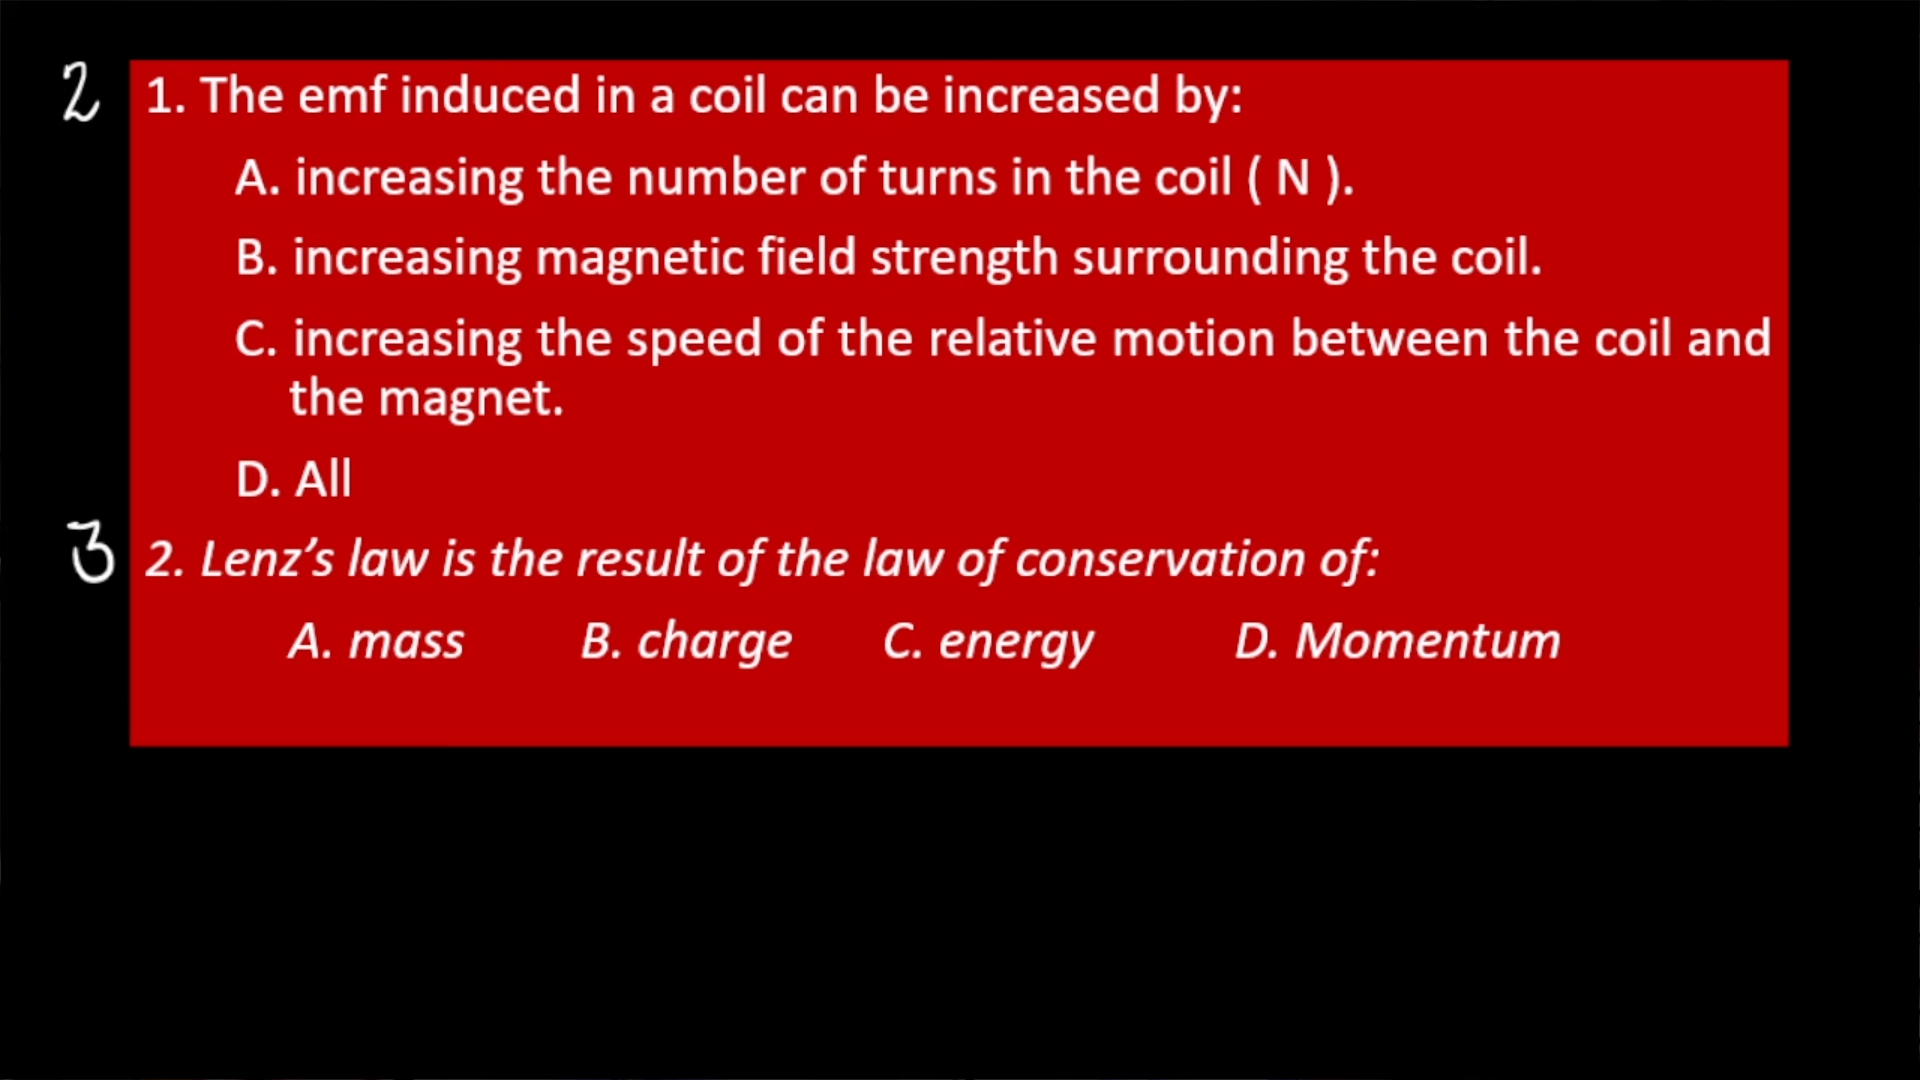 2 1. The emf induced in a coil can be increased by:
A. increasing the number of turns in the coil ( N ).
B. increasing magnetic field strength surrounding the coil.
C. increasing the speed of the relative motion between the coil and
the magnet.
D. All
3 2. Lenz’s law is the result of the law of conservation of:
A. mass B. charge C. energy D. Momentum